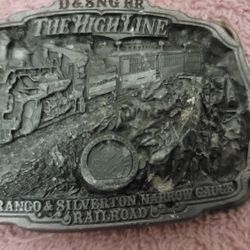 D & SNG RR
THE HIGH LINE
RANGO & SILVERTON NARROW GAUGE
RAILROAD